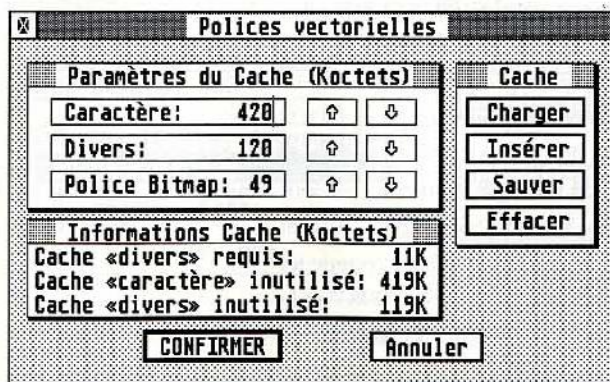 Polices vectorielles
Paramètres du Cache (Koctets)
Caractère: 420
Divers: 120
Police Bitmap: 49
Cache
Charger
Insérer
Sauver
Effacer
Informations Cache (Koctets)
Cache «divers» requis: 11K
Cache «caractère» inutilisé: 419K
Cache «divers» inutilisé: 119K
CONFIRMER
Annuler